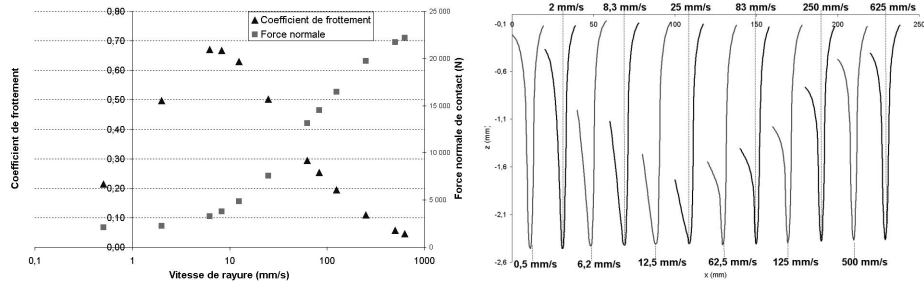 Coefficient de frottement
Force normale
0,80
0,70
0,60
0,50
0,40
0,30
0,20
0,10
0,00
Coefficient de frottement
25 000
20 000
15 000
10 000
5 000
0
Force normale de contact (N)
0,1
1
10
100
1000
Vitesse de rayure (mm/s)
2 mm/s 8,3 mm/s 25 mm/s 83 mm/s 250 mm/s 625 mm/s
0 50 100 150 200 250
-0,1
-0,6
-1,1
-1,6
-2,1
-2,6
z (mm)
0,5 mm/s 6,2 mm/s 12,5 mm/s 62,5 mm/s 125 mm/s 500 mm/s
x (mm)